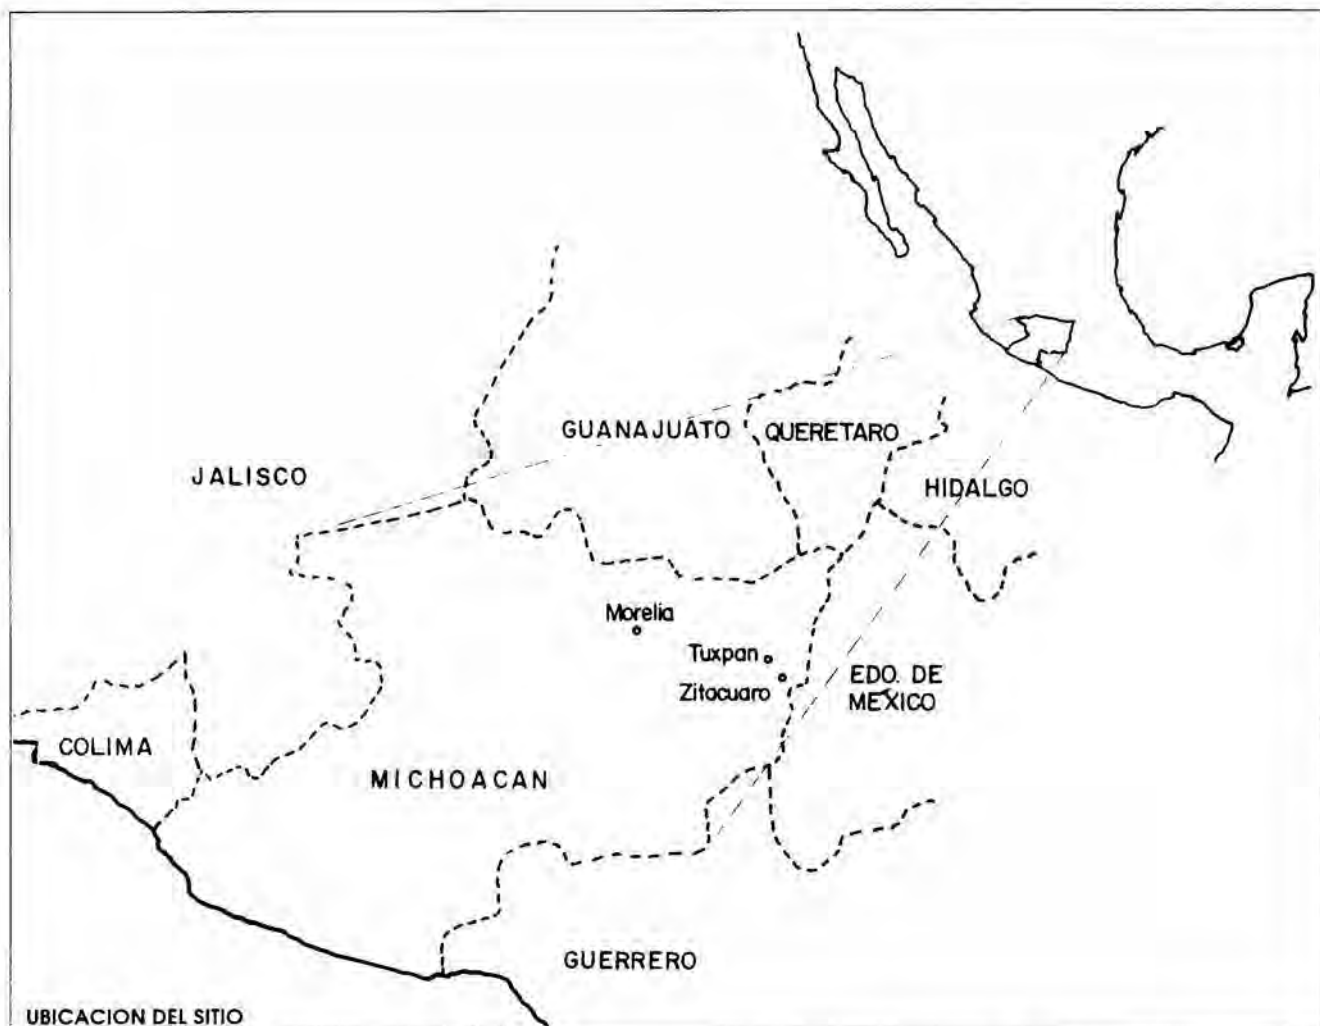 GUANAJUATO
QUERETARO
JALISCO
HIDALGO
Morelia
Tuxpan
Zitacuaro
EDO. DE
MEXICO
COLIMA
MICHOACAN
GUERRERO
UBICACION DEL SITIO